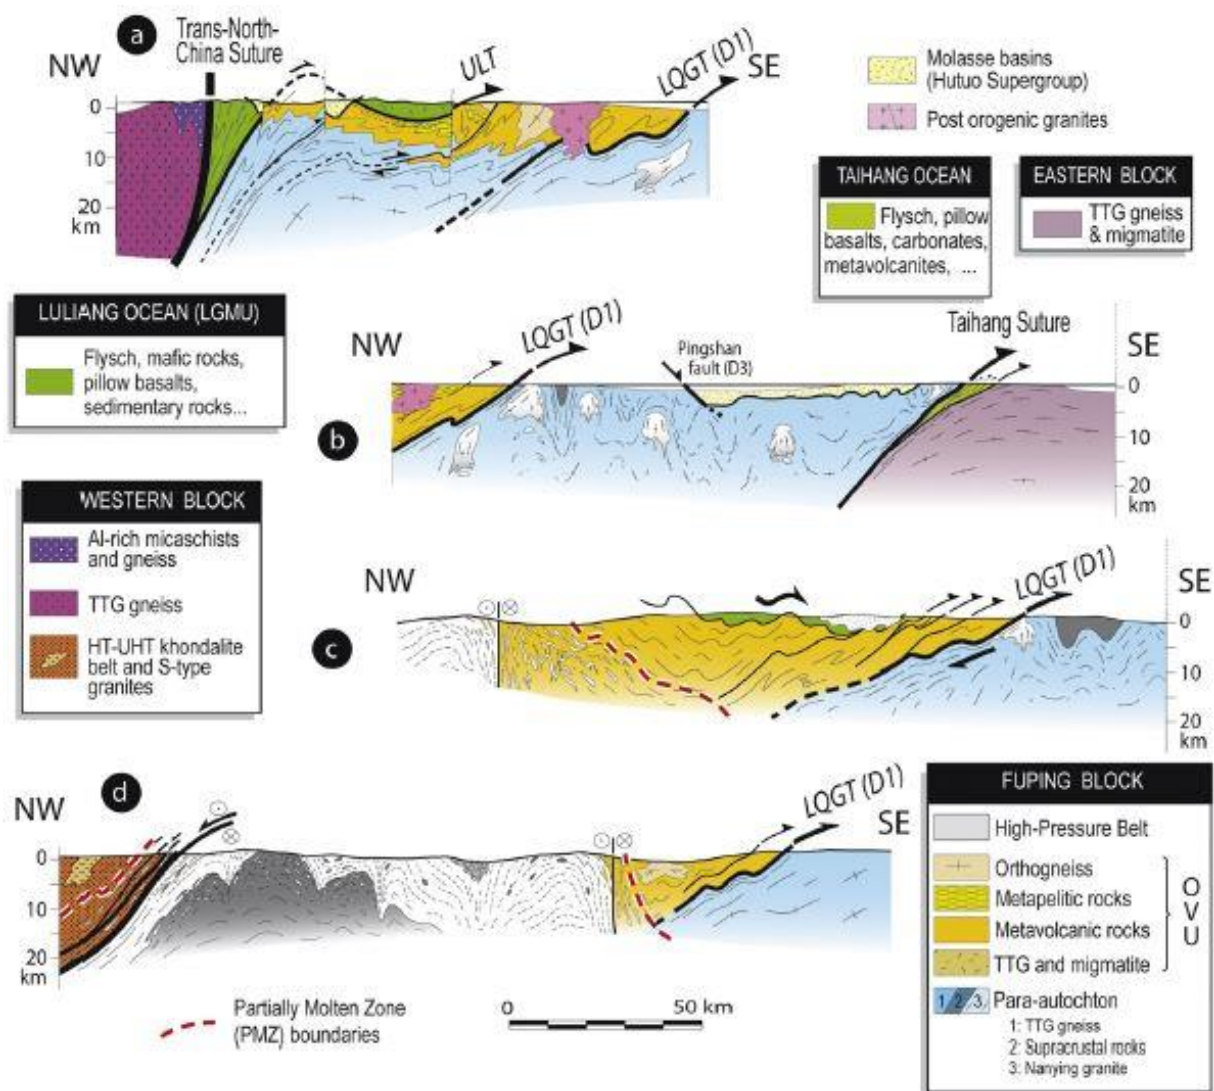 a
Trans-North-
China Suture
NW
ULT
LQGT (D1)
SE
0
10
20
km
Molasse basins
(Hutuo Supergroup)
Post orogenic granites
TAIHANG OCEAN
Flysch, pillow
basalts, carbonates,
metavolcanites, ...
EASTERN BLOCK
TTG gneiss
& migmatite
LULIANG OCEAN (LGMU)
Flysch, mafic rocks,
pillow basalts,
sedimentary rocks...
b
NW
LQGT (D1)
Pingshan
fault (D3)
Taihang Suture
SE
0
10
20
km
WESTERN BLOCK
Al-rich micaschists
and gneiss
TTG gneiss
HT-UHT khondalite
belt and S-type
granites
c
NW
LQGT (D1)
SE
0
10
20
km
d
NW
LQGT (D1)
SE
0
10
20
km
Partially Molten Zone
(PMZ) boundaries
0 50 km
FUPING BLOCK
High-Pressure Belt
Orthogneiss
Metapelitic rocks
Metavolcanic rocks
TTG and migmatite
OVU
1 2 3 Para-autochton
1: TTG gneiss
2: Supracrustal rocks
3: Nanying granite